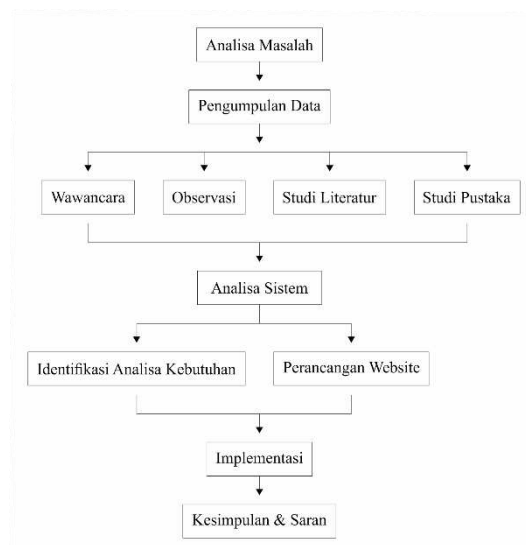 Analisa Masalah
Pengumpulan Data
Wawancara
Observasi
Studi Literatur
Studi Pustaka
Analisa Sistem
Identifikasi Analisa Kebutuhan
Perancangan Website
Implementasi
Kesimpulan & Saran